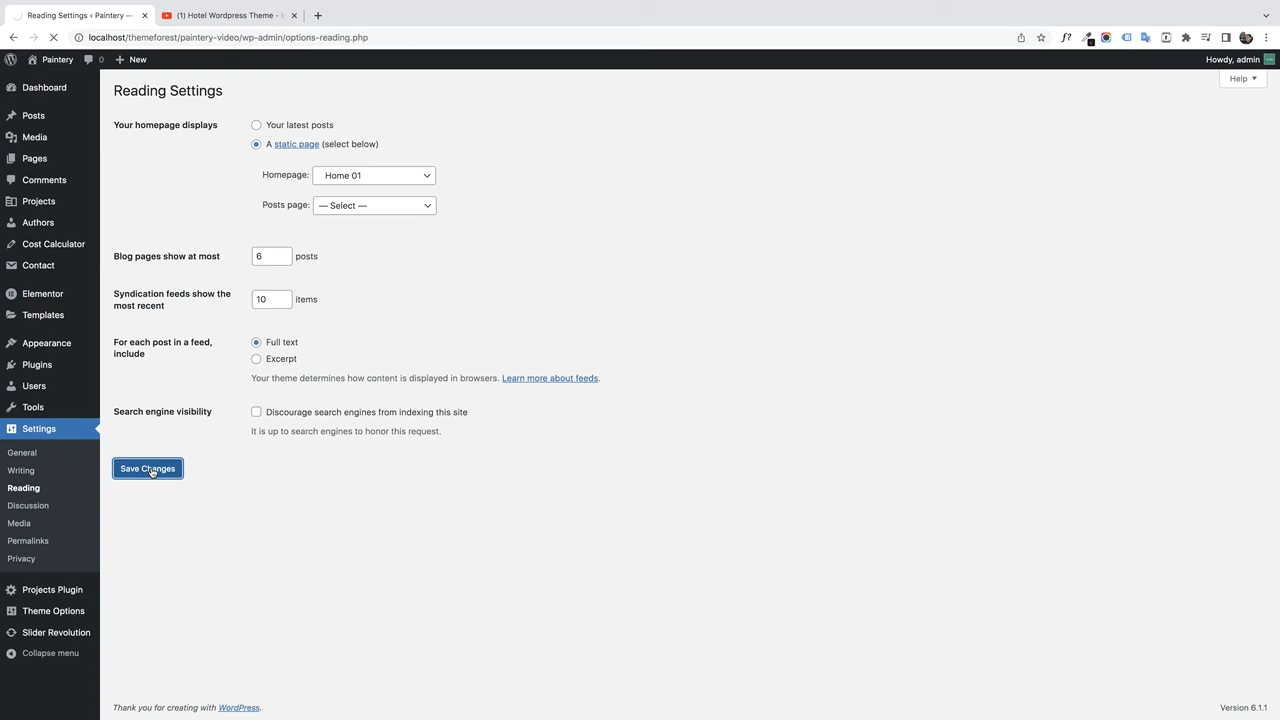 Reading Settings ‹ Paintery —
(1) Hotel Wordpress Theme -
localhost/themeforest/paintery-video/wp-admin/options-reading.php
Paintery 0 New Howdy, admin
Help
Dashboard
Posts
Media
Pages
Comments
Projects
Authors
Cost Calculator
Contact
Elementor
Templates
Appearance
Plugins
Users
Tools
Settings
General
Writing
Reading
Discussion
Media
Permalinks
Privacy
Projects Plugin
Theme Options
Slider Revolution
Collapse menu
Reading Settings
Your homepage displays
Your latest posts
A static page (select below)
Homepage: Home 01
Posts page: — Select —
Blog pages show at most 6 posts
Syndication feeds show the
most recent
10 items
For each post in a feed,
include
Full text
Excerpt
Your theme determines how content is displayed in browsers. Learn more about feeds.
Search engine visibility
Discourage search engines from indexing this site
It is up to search engines to honor this request.
Save Changes
Thank you for creating with WordPress.
Version 6.1.1